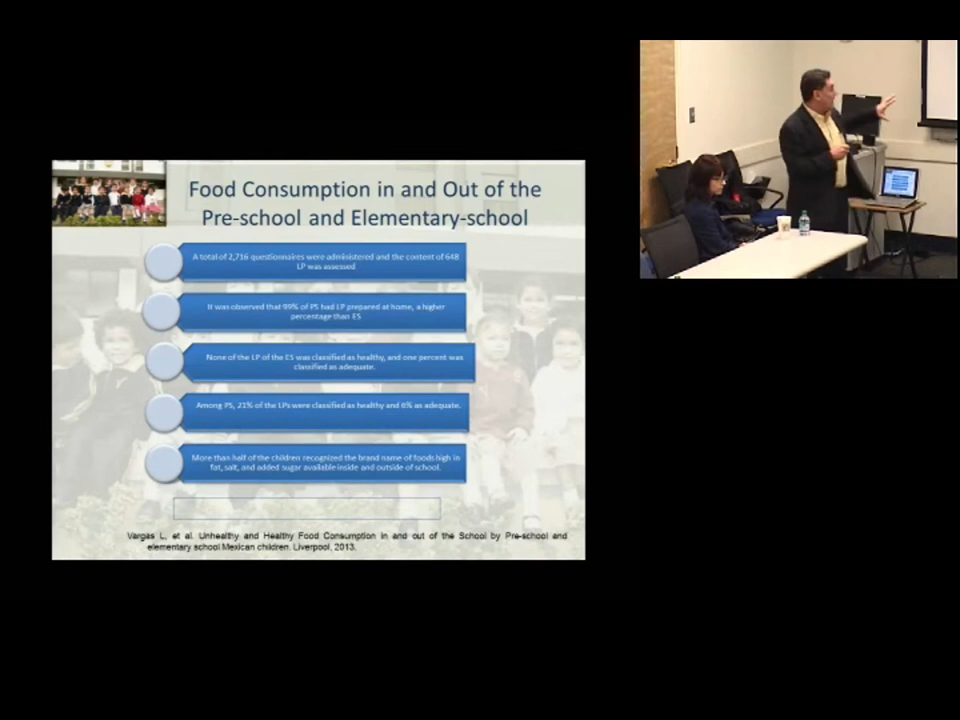 Food Consumption in and Out of the
Pre-school and Elementary-school
A total of 2,716 questionnaires were administered and the content of 648
LP was assessed
It was observed that 99% of PS had LP prepared at home, a higher
percentage than ES
None of the LP of the ES was classified as healthy, and one percent was
classified as adequate.
Among PS, 21% of the LPs were classified as healthy and 6% as adequate.
More than half of the children recognized the brand name of foods high in
fat, salt, and added sugar available inside and outside of school.
Vargas L, et al. Unhealthy and Healthy Food Consumption in and out of the School by Pre-school and
elementary school Mexican children. Liverpool, 2013.